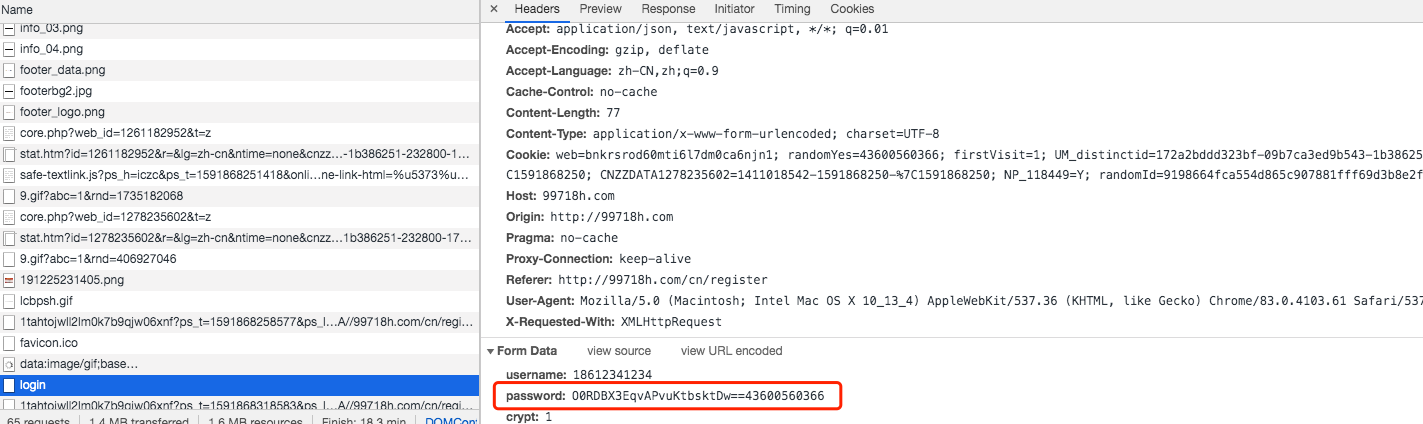 Name
× Headers Preview Response Initiator Timing Cookies
info_03.png
info_04.png
footer_data.png
footerbg2.jpg
footer_logo.png
core.php?web_id=1261182952&t=z
stat.htm?id=1261182952&r=&lg=zh-cn&ntime=none&cnzz…-1b386251-232800-1…
safe-textlink.js?ps_h=iczc&ps_t=1591868251418&onli…ne-link-html=%u5373%u…
9.gif?abc=1&rnd=1735182068
core.php?web_id=1278235602&t=z
stat.htm?id=1278235602&r=&lg=zh-cn&ntime=none&cnzz…1b386251-232800-17…
9.gif?abc=1&rnd=406927046
191225231405.png
lcbpsh.gif
1tahtojwll2lm0k7b9qjw06xnf?ps_t=1591868258577&ps_l…A//99718h.com/cn/regi…
favicon.ico
data:image/gif;base…
login
1tahtojwll2lm0k7b9qjw06xnf?ps_t=1591868318583&ps_l…A//99718h.com/cn/regi…
65 requests 1.4 MB transferred 1.6 MB resources Finish: 18.3 min DOMCont
Accept: application/json, text/javascript, */*; q=0.01
Accept-Encoding: gzip, deflate
Accept-Language: zh-CN,zh;q=0.9
Cache-Control: no-cache
Content-Length: 77
Content-Type: application/x-www-form-urlencoded; charset=UTF-8
Cookie: web=bnkrsrod60mti6l7dm0ca6njn1; randomYes=43600560366; firstVisit=1; UM_distinctid=172a2bddd323bf-09b7ca3ed9b543-1b38625
C1591868250; CNZZDATA1278235602=1411018542-1591868250-%7C1591868250; NP_118449=Y; randomId=9198664fca554d865c907881fff69d3b8e2f
Host: 99718h.com
Origin: http://99718h.com
Pragma: no-cache
Proxy-Connection: keep-alive
Referer: http://99718h.com/cn/register
User-Agent: Mozilla/5.0 (Macintosh; Intel Mac OS X 10_13_4) AppleWebKit/537.36 (KHTML, like Gecko) Chrome/83.0.4103.61 Safari/537
X-Requested-With: XMLHttpRequest
▼Form Data view source view URL encoded
username: 18612341234
password: O0RDBX3EqvAPvuKtbsktDw==43600560366
crypt: 1